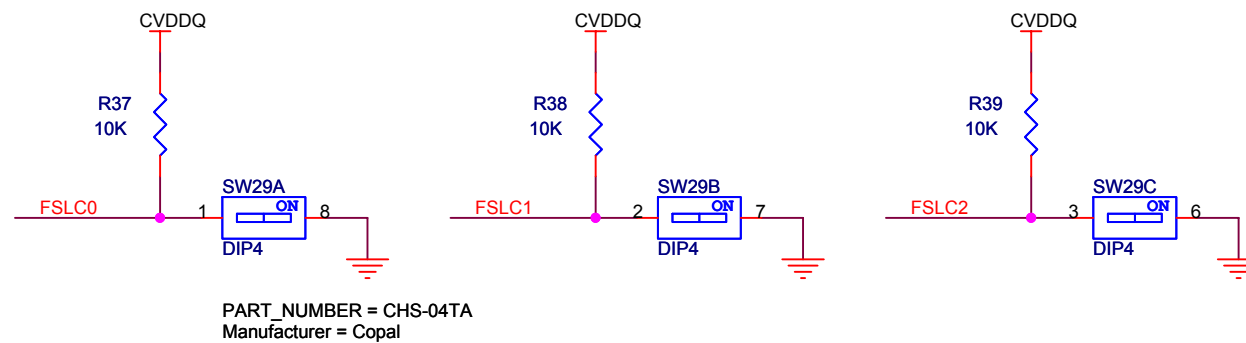 CVDDQ
R37
10K
FSLC0
1
SW29A
ON
8
DIP4
CVDDQ
R38
10K
FSLC1
2
SW29B
ON
7
DIP4
CVDDQ
R39
10K
FSLC2
3
SW29C
ON
6
DIP4
PART_NUMBER = CHS-04TA
Manufacturer = Copal